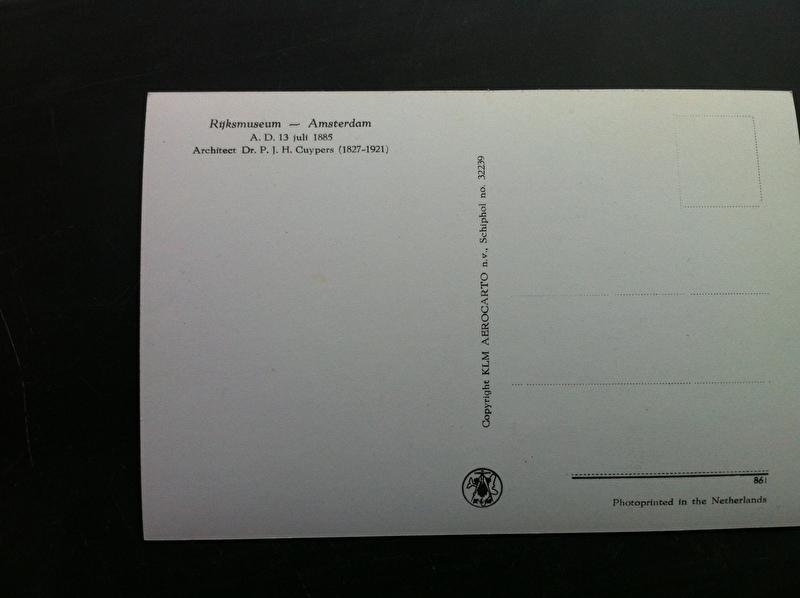 Rijksmuseum — Amsterdam
A. D. 13 juli 1885
Architect Dr. P. J. H. Cuypers (1827-1921)
Copyright KLM AEROCARTO n.v., Schiphol no. 32239
861
Photoprinted in the Netherlands